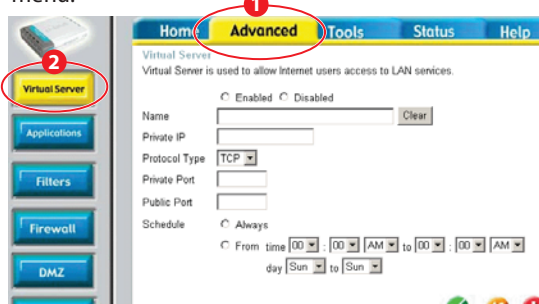 menu:
1
Home Advanced Tools Status Help
2
Virtual Server
Applications
Filters
Firewall
DMZ
Virtual Server
Virtual Server is used to allow Internet users access to LAN services.
Enabled Disabled
Name Clear
Private IP
Protocol Type TCP
Private Port
Public Port
Schedule Always
From time 00 : 00 AM to 00 : 00 AM
day Sun to Sun